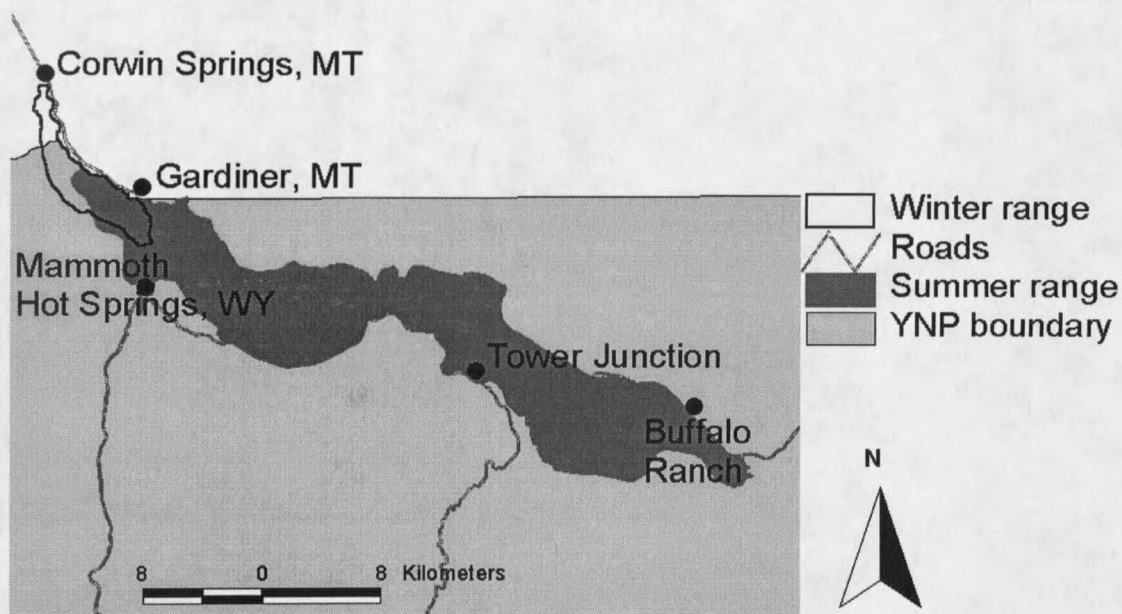 Corwin Springs, MT
Gardiner, MT
Mammoth
Hot Springs, WY
Tower Junction
Buffalo
Ranch
Winter range
Roads
Summer range
YNP boundary
N
8 0 8 Kilometers